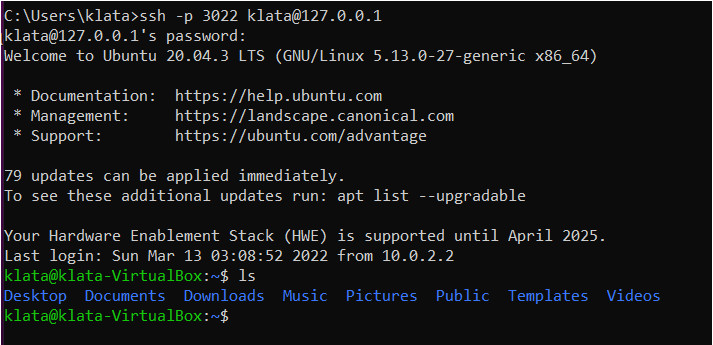 C:\Users\klata>ssh -p 3022 klata@127.0.0.1
klata@127.0.0.1's password:
Welcome to Ubuntu 20.04.3 LTS (GNU/Linux 5.13.0-27-generic x86_64)

 * Documentation:  https://help.ubuntu.com
 * Management:     https://landscape.canonical.com
 * Support:        https://ubuntu.com/advantage

79 updates can be applied immediately.
To see these additional updates run: apt list --upgradable

Your Hardware Enablement Stack (HWE) is supported until April 2025.
Last login: Sun Mar 13 03:08:52 2022 from 10.0.2.2
klata@klata-VirtualBox:~$ ls
Desktop  Documents  Downloads  Music  Pictures  Public  Templates  Videos
klata@klata-VirtualBox:~$